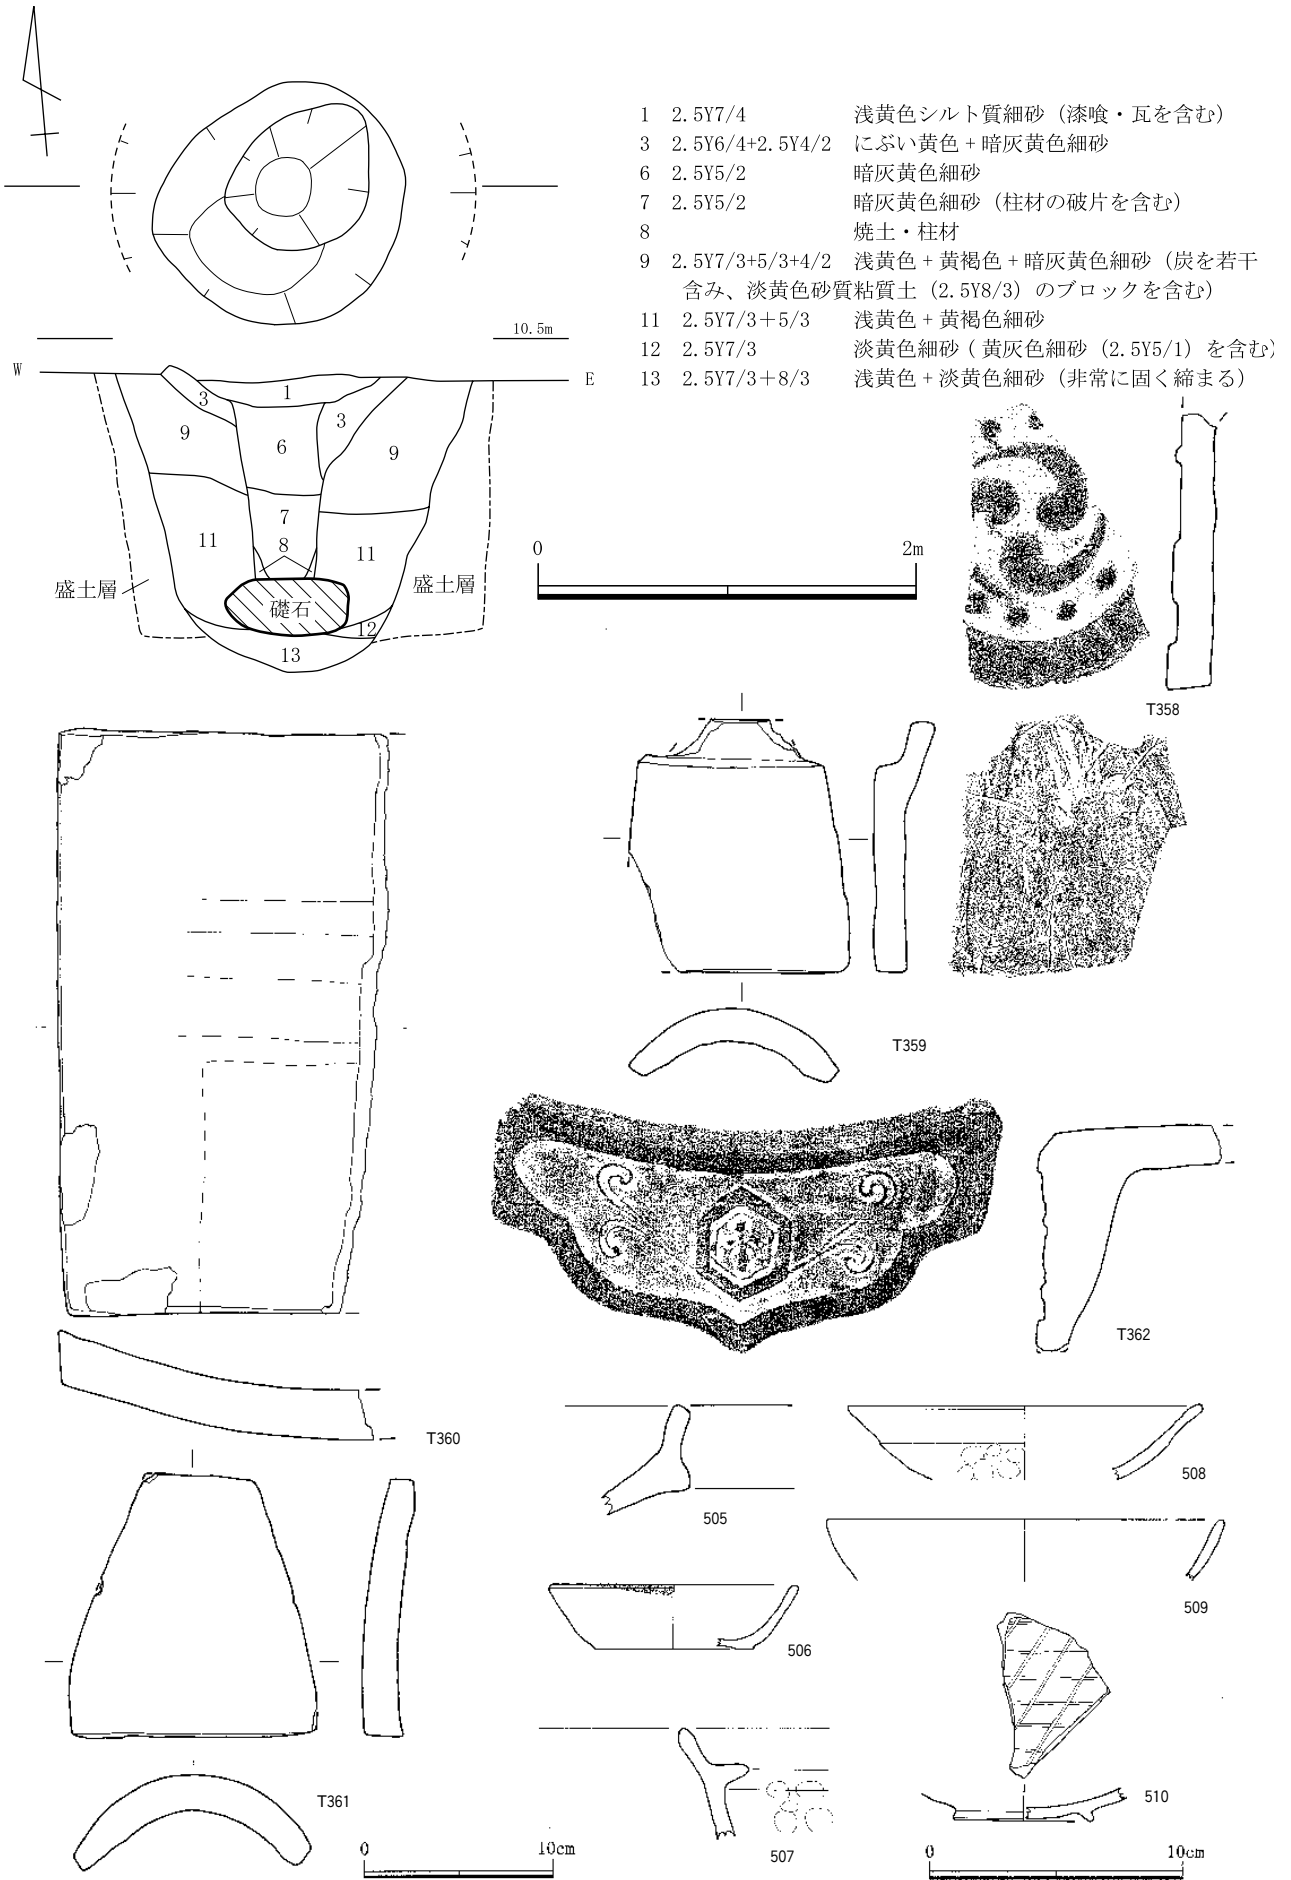 1 2.5Y7/4 浅黄色シルト質細砂（漆喰・瓦を含む）
3 2.5Y6/4+2.5Y4/2 にぶい黄色＋暗灰黄色細砂
6 2.5Y5/2 暗灰黄色細砂
7 2.5Y5/2 暗灰黄色細砂（柱材の破片を含む）
8 焼土・柱材
9 2.5Y7/3+5/3+4/2 浅黄色＋黄褐色＋暗灰黄色細砂（炭を若干
含み、淡黄色砂質粘質土（2.5Y8/3）のブロックを含む）
11 2.5Y7/3＋5/3 浅黄色＋黄褐色細砂
12 2.5Y7/3 淡黄色細砂（黄灰色細砂（2.5Y5/1）を含む）
13 2.5Y7/3＋8/3 浅黄色＋淡黄色細砂（非常に固く締まる）
10.5m
W
E
1
3
3
9
6
9
7
11
8
11
盛土層
盛土層
礎石
12
13
0 2m
T358
T359
T362
T360
505
508
509
506
T361
507
510
0 10cm
0 10cm